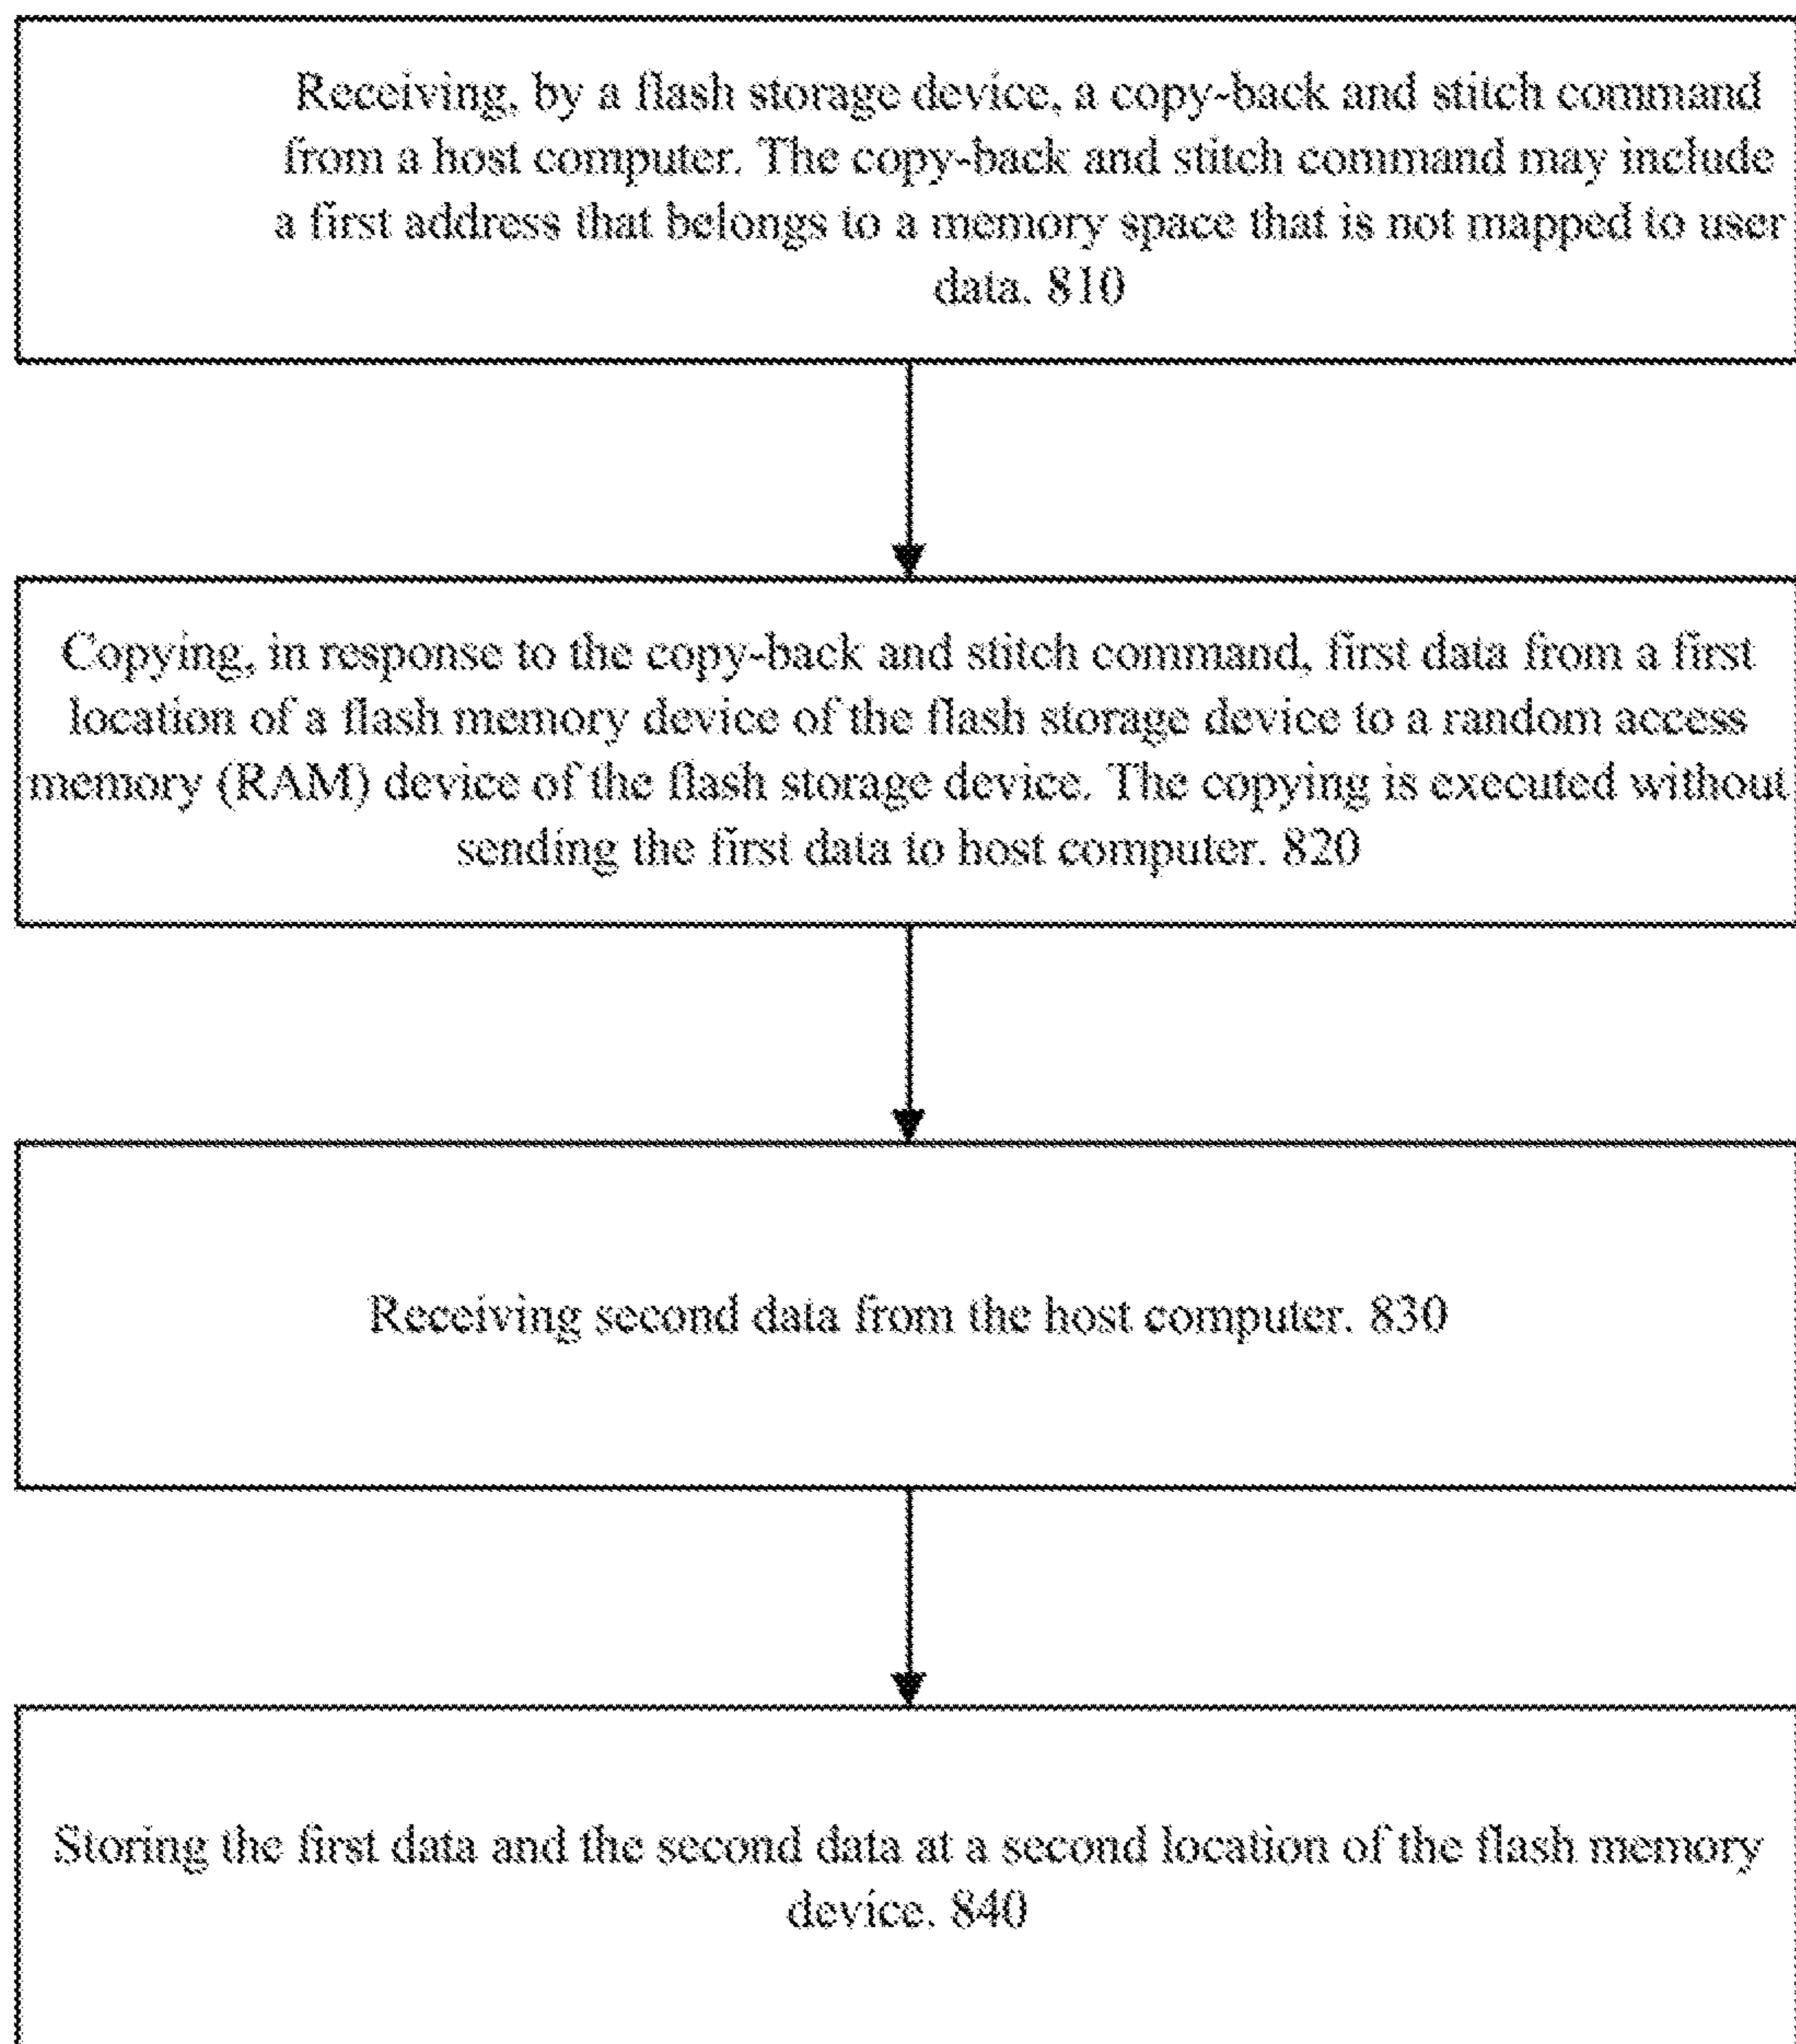 Receiving, by a flash storage device, a copy-back and stitch command
from a host computer. The copy-back and stitch command may include
a first address that belongs to a memory space that is not mapped to user
data. 810
Copying, in response to the copy-back and stitch command, first data from a first
location of a flash memory device of the flash storage device to a random access
memory (RAM) device of the flash storage device. The copying is executed without
sending the first data to host computer. 820
Receiving second data from the host computer. 830
Storing the first data and the second data at a second location of the flash memory
device. 840